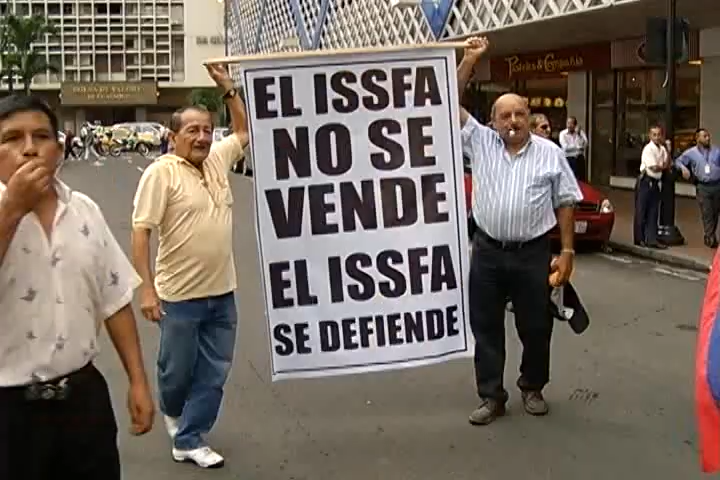 Pasteles & Compañía
BOLSA DE VALORES
EL ISSFA
NO SE
VENDE
EL ISSFA
SE DEFIENDE